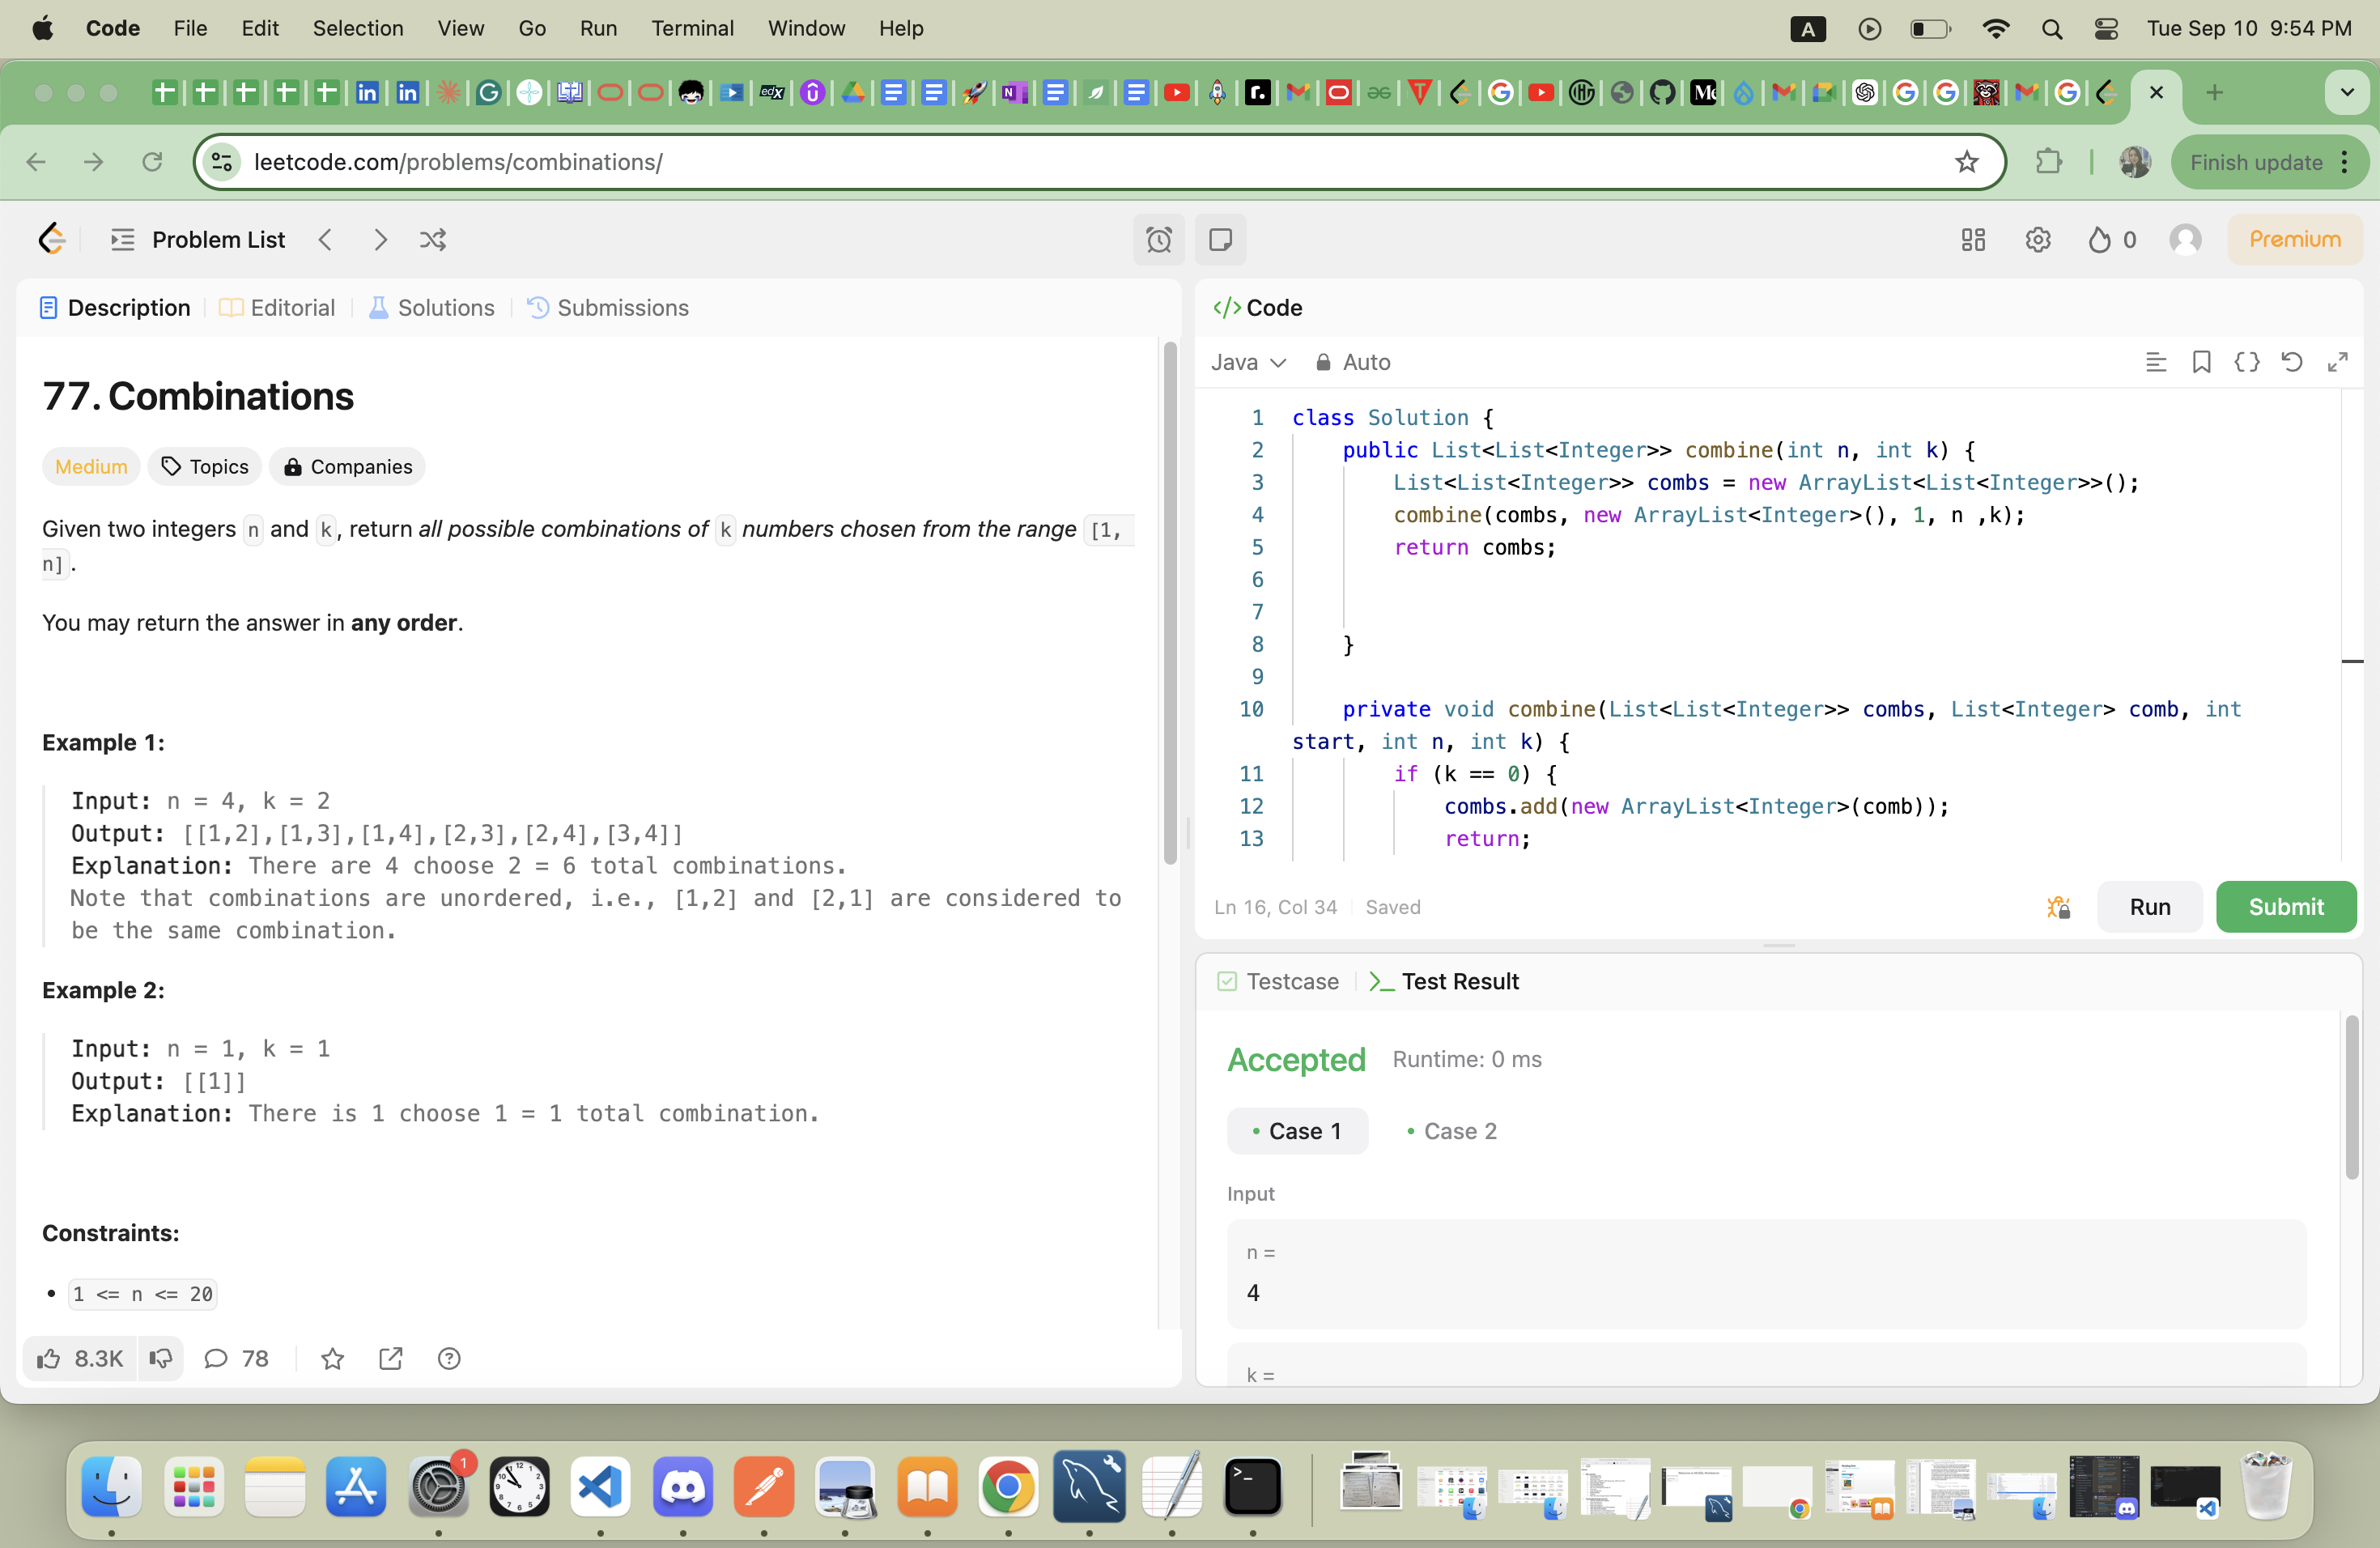 Code File Edit Selection View Go Run Terminal Window Help A Tue Sep 10 9:54 PM
leetcode.com/problems/combinations/ Finish update
Problem List 0 Premium
Description Editorial Solutions Submissions
77. Combinations
Medium Topics Companies
Given two integers n and k, return all possible combinations of k numbers chosen from the range [1,
n].
You may return the answer in any order.
Example 1:
Input: n = 4, k = 2
Output: [[1,2],[1,3],[1,4],[2,3],[2,4],[3,4]]
Explanation: There are 4 choose 2 = 6 total combinations.
Note that combinations are unordered, i.e., [1,2] and [2,1] are considered to
be the same combination.
Example 2:
Input: n = 1, k = 1
Output: [[1]]
Explanation: There is 1 choose 1 = 1 total combination.
Constraints:
• 1 <= n <= 20
8.3K 78
</> Code
Java Auto
1 class Solution {
2 public List<List<Integer>> combine(int n, int k) {
3 List<List<Integer>> combs = new ArrayList<List<Integer>>();
4 combine(combs, new ArrayList<Integer>(), 1, n ,k);
5 return combs;
6
7
8 }
9
10 private void combine(List<List<Integer>> combs, List<Integer> comb, int
start, int n, int k) {
11 if (k == 0) {
12 combs.add(new ArrayList<Integer>(comb));
13 return;
Ln 16, Col 34 Saved Run Submit
Testcase Test Result
Accepted Runtime: 0 ms
• Case 1 • Case 2
Input
n =
4
k =
1